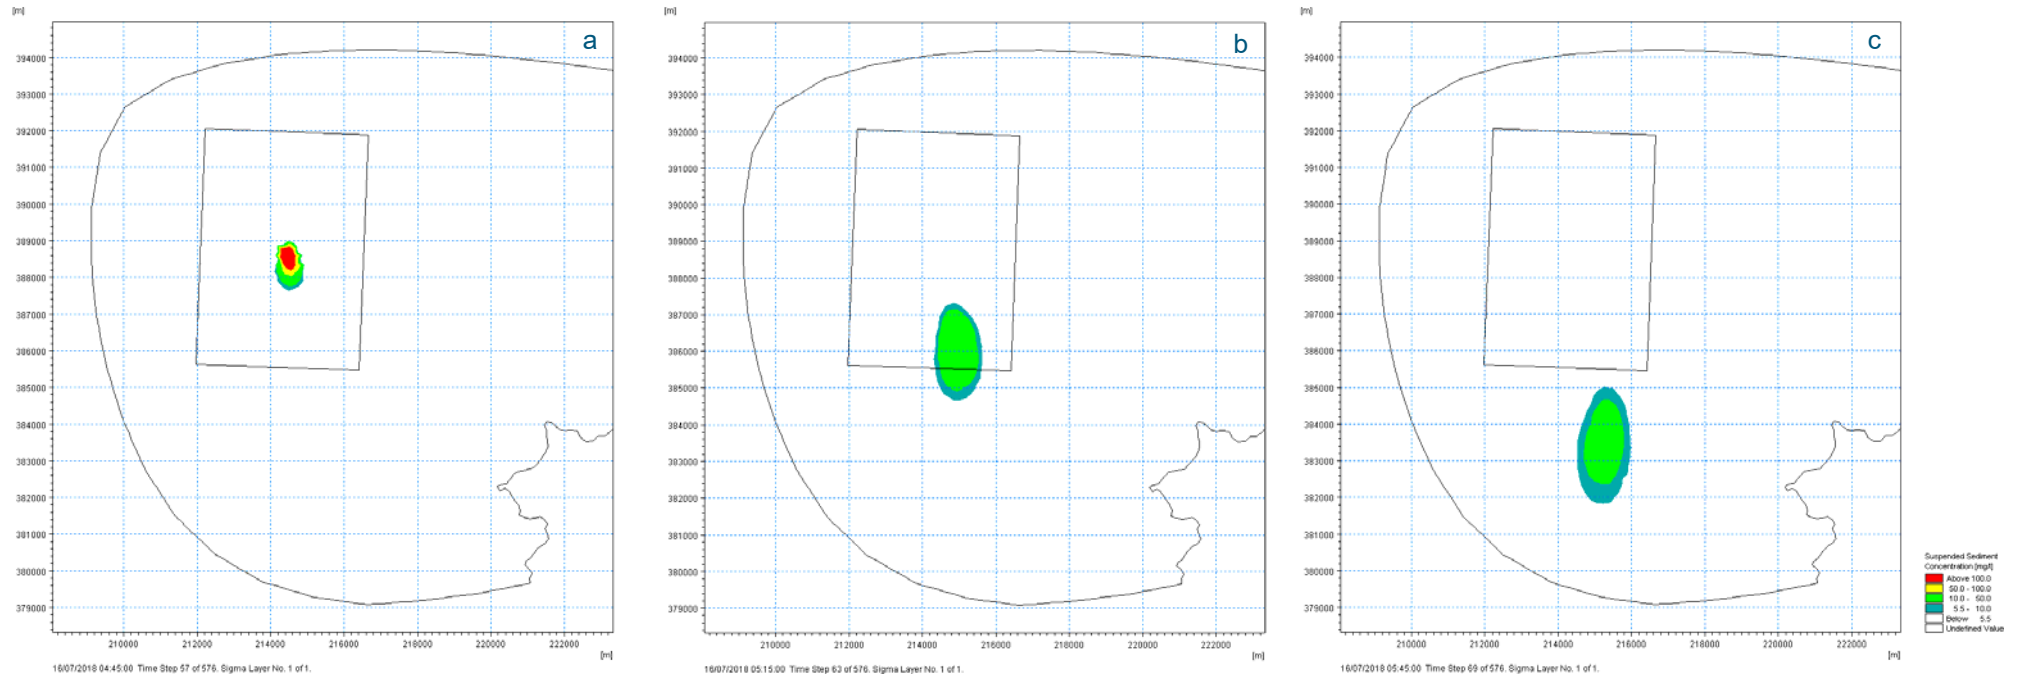 [m]
a
394000
393000
392000
391000
390000
389000
388000
387000
386000
385000
384000
383000
382000
381000
380000
379000
210000 212000 214000 216000 218000 220000 222000
[m]
16/07/2018 04:45:00 Time Step 57 of 576. Sigma Layer No. 1 of 1.
[m]
b
394000
393000
392000
391000
390000
389000
388000
387000
386000
385000
384000
383000
382000
381000
380000
379000
210000 212000 214000 216000 218000 220000 222000
[m]
16/07/2018 05:15:00 Time Step 63 of 576. Sigma Layer No. 1 of 1.
[m]
c
394000
393000
392000
391000
390000
389000
388000
387000
386000
385000
384000
383000
382000
381000
380000
379000
210000 212000 214000 216000 218000 220000 222000
[m]
16/07/2018 05:45:00 Time Step 69 of 576. Sigma Layer No. 1 of 1.
Suspended Sediment
Concentration [mg/l]
Above 100.0
50.0 - 100.0
10.0 - 50.0
5.5 - 10.0
Below 5.5
Undefined Value